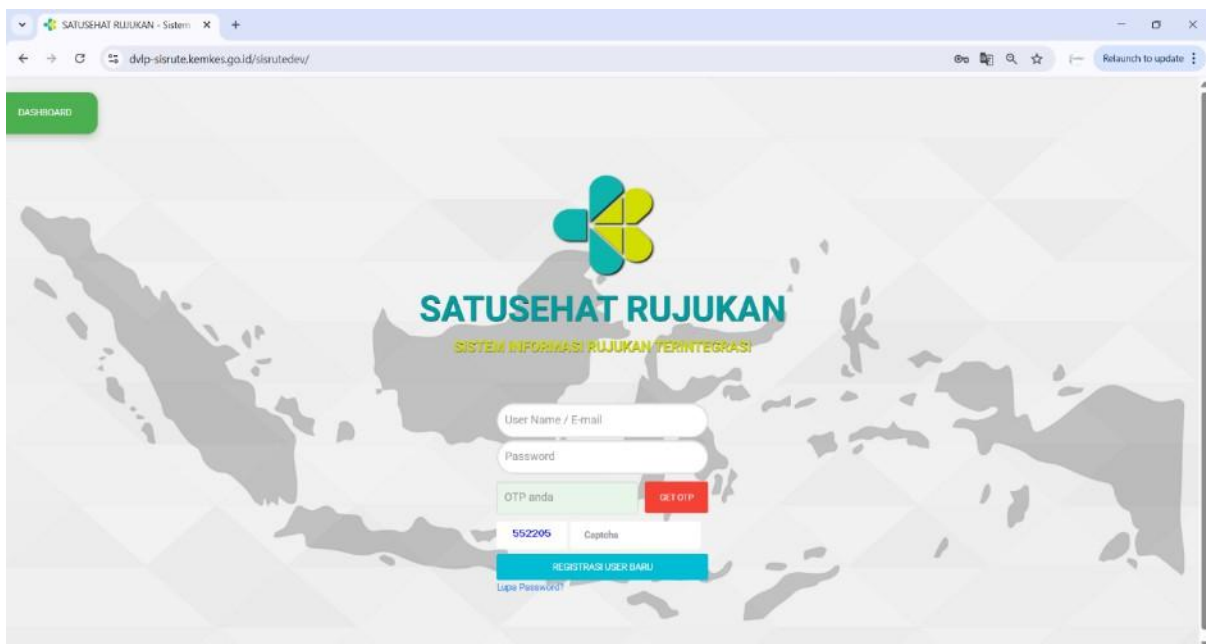 SATUSEHAT RUJUKAN - Sistem
dvlp-sisrute.kemkes.go.id/sisrutedev/
Relaunch to update
DASHBOARD
SATUSEHAT RUJUKAN
SISTEM INFORMASI RUJUKAN TERINTEGRASI
User Name / E-mail
Password
OTP anda GET OTP
552205 Captcha
REGISTRASI USER BARU
Lupa Password?